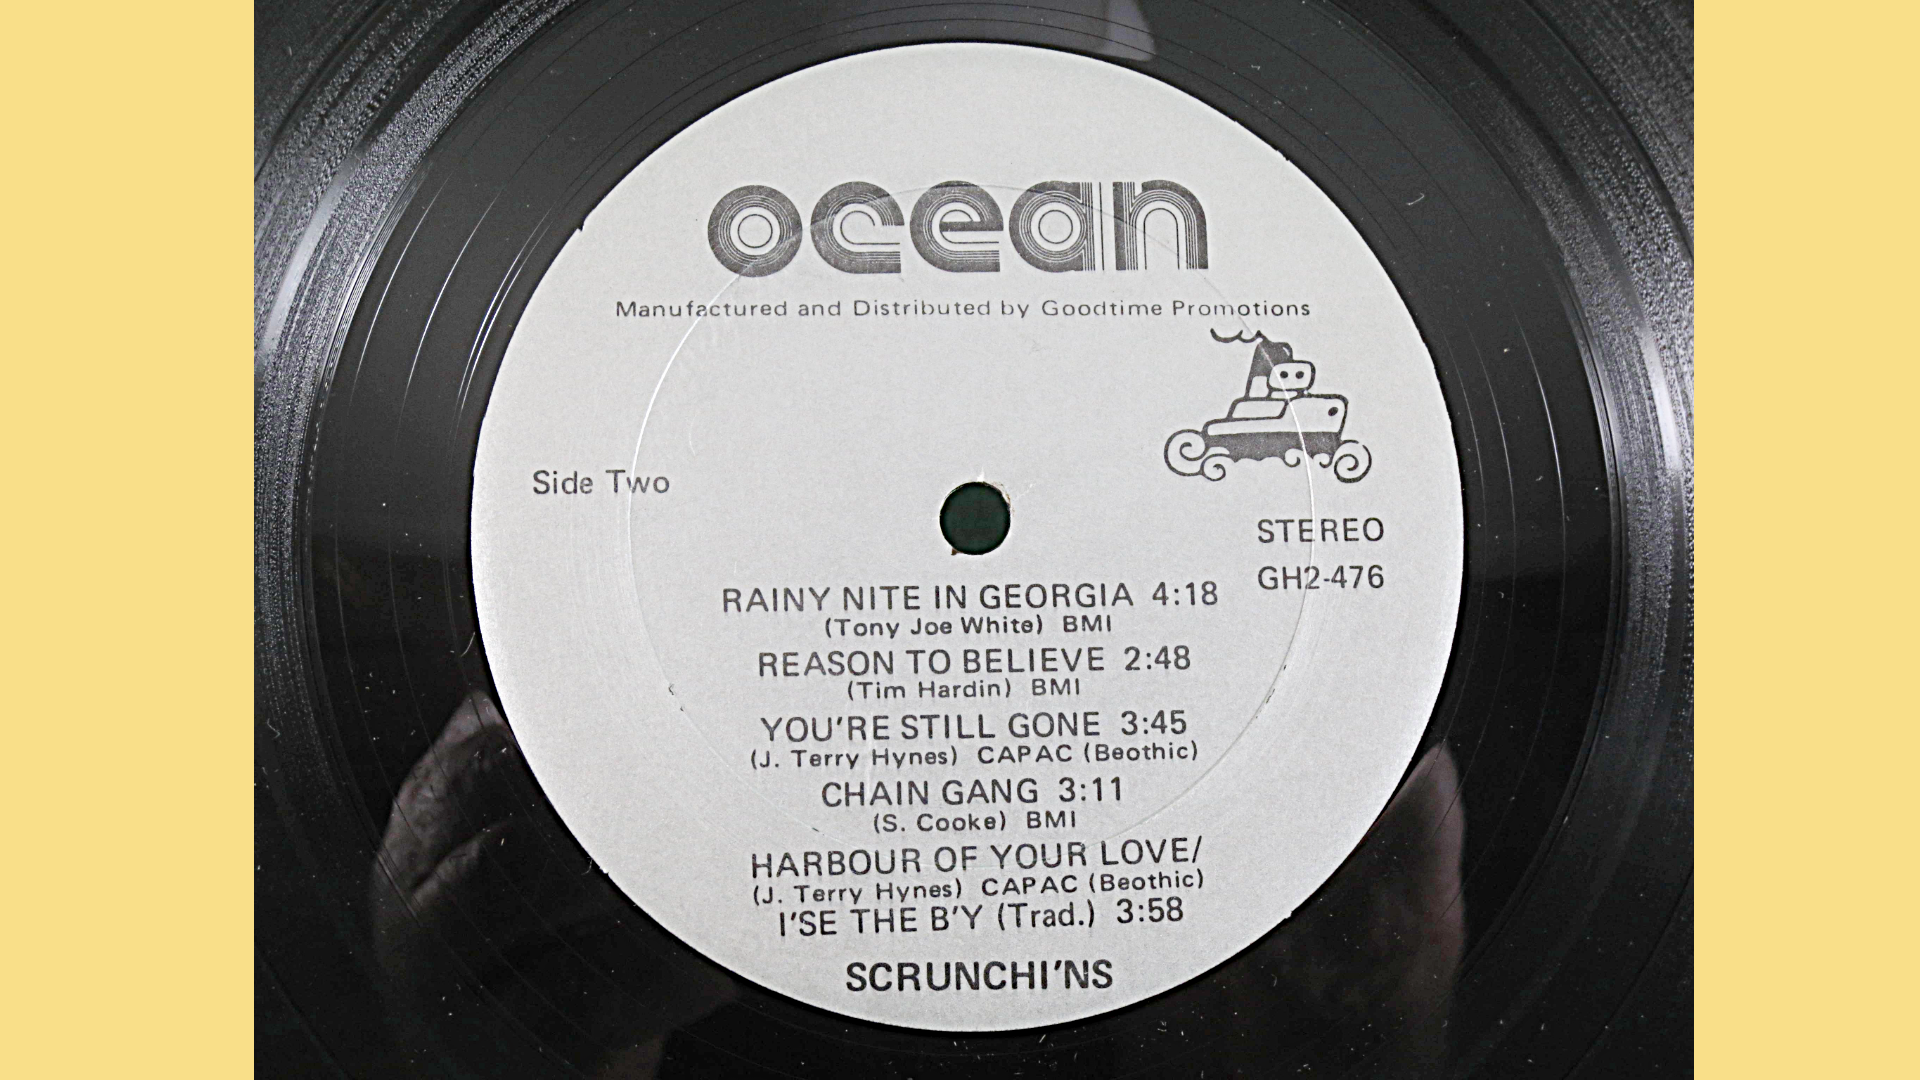 ocean
Manufactured and Distributed by Goodtime Promotions
Side Two
STEREO
GH2-476
RAINY NITE IN GEORGIA 4:18
(Tony Joe White) BMI
REASON TO BELIEVE 2:48
(Tim Hardin) BMI
YOU'RE STILL GONE 3:45
(J. Terry Hynes) CAPAC (Beothic)
CHAIN GANG 3:11
(S. Cooke) BMI
HARBOUR OF YOUR LOVE/
(J. Terry Hynes) CAPAC (Beothic)
I'SE THE B'Y (Trad.) 3:58
SCRUNCHI'NS